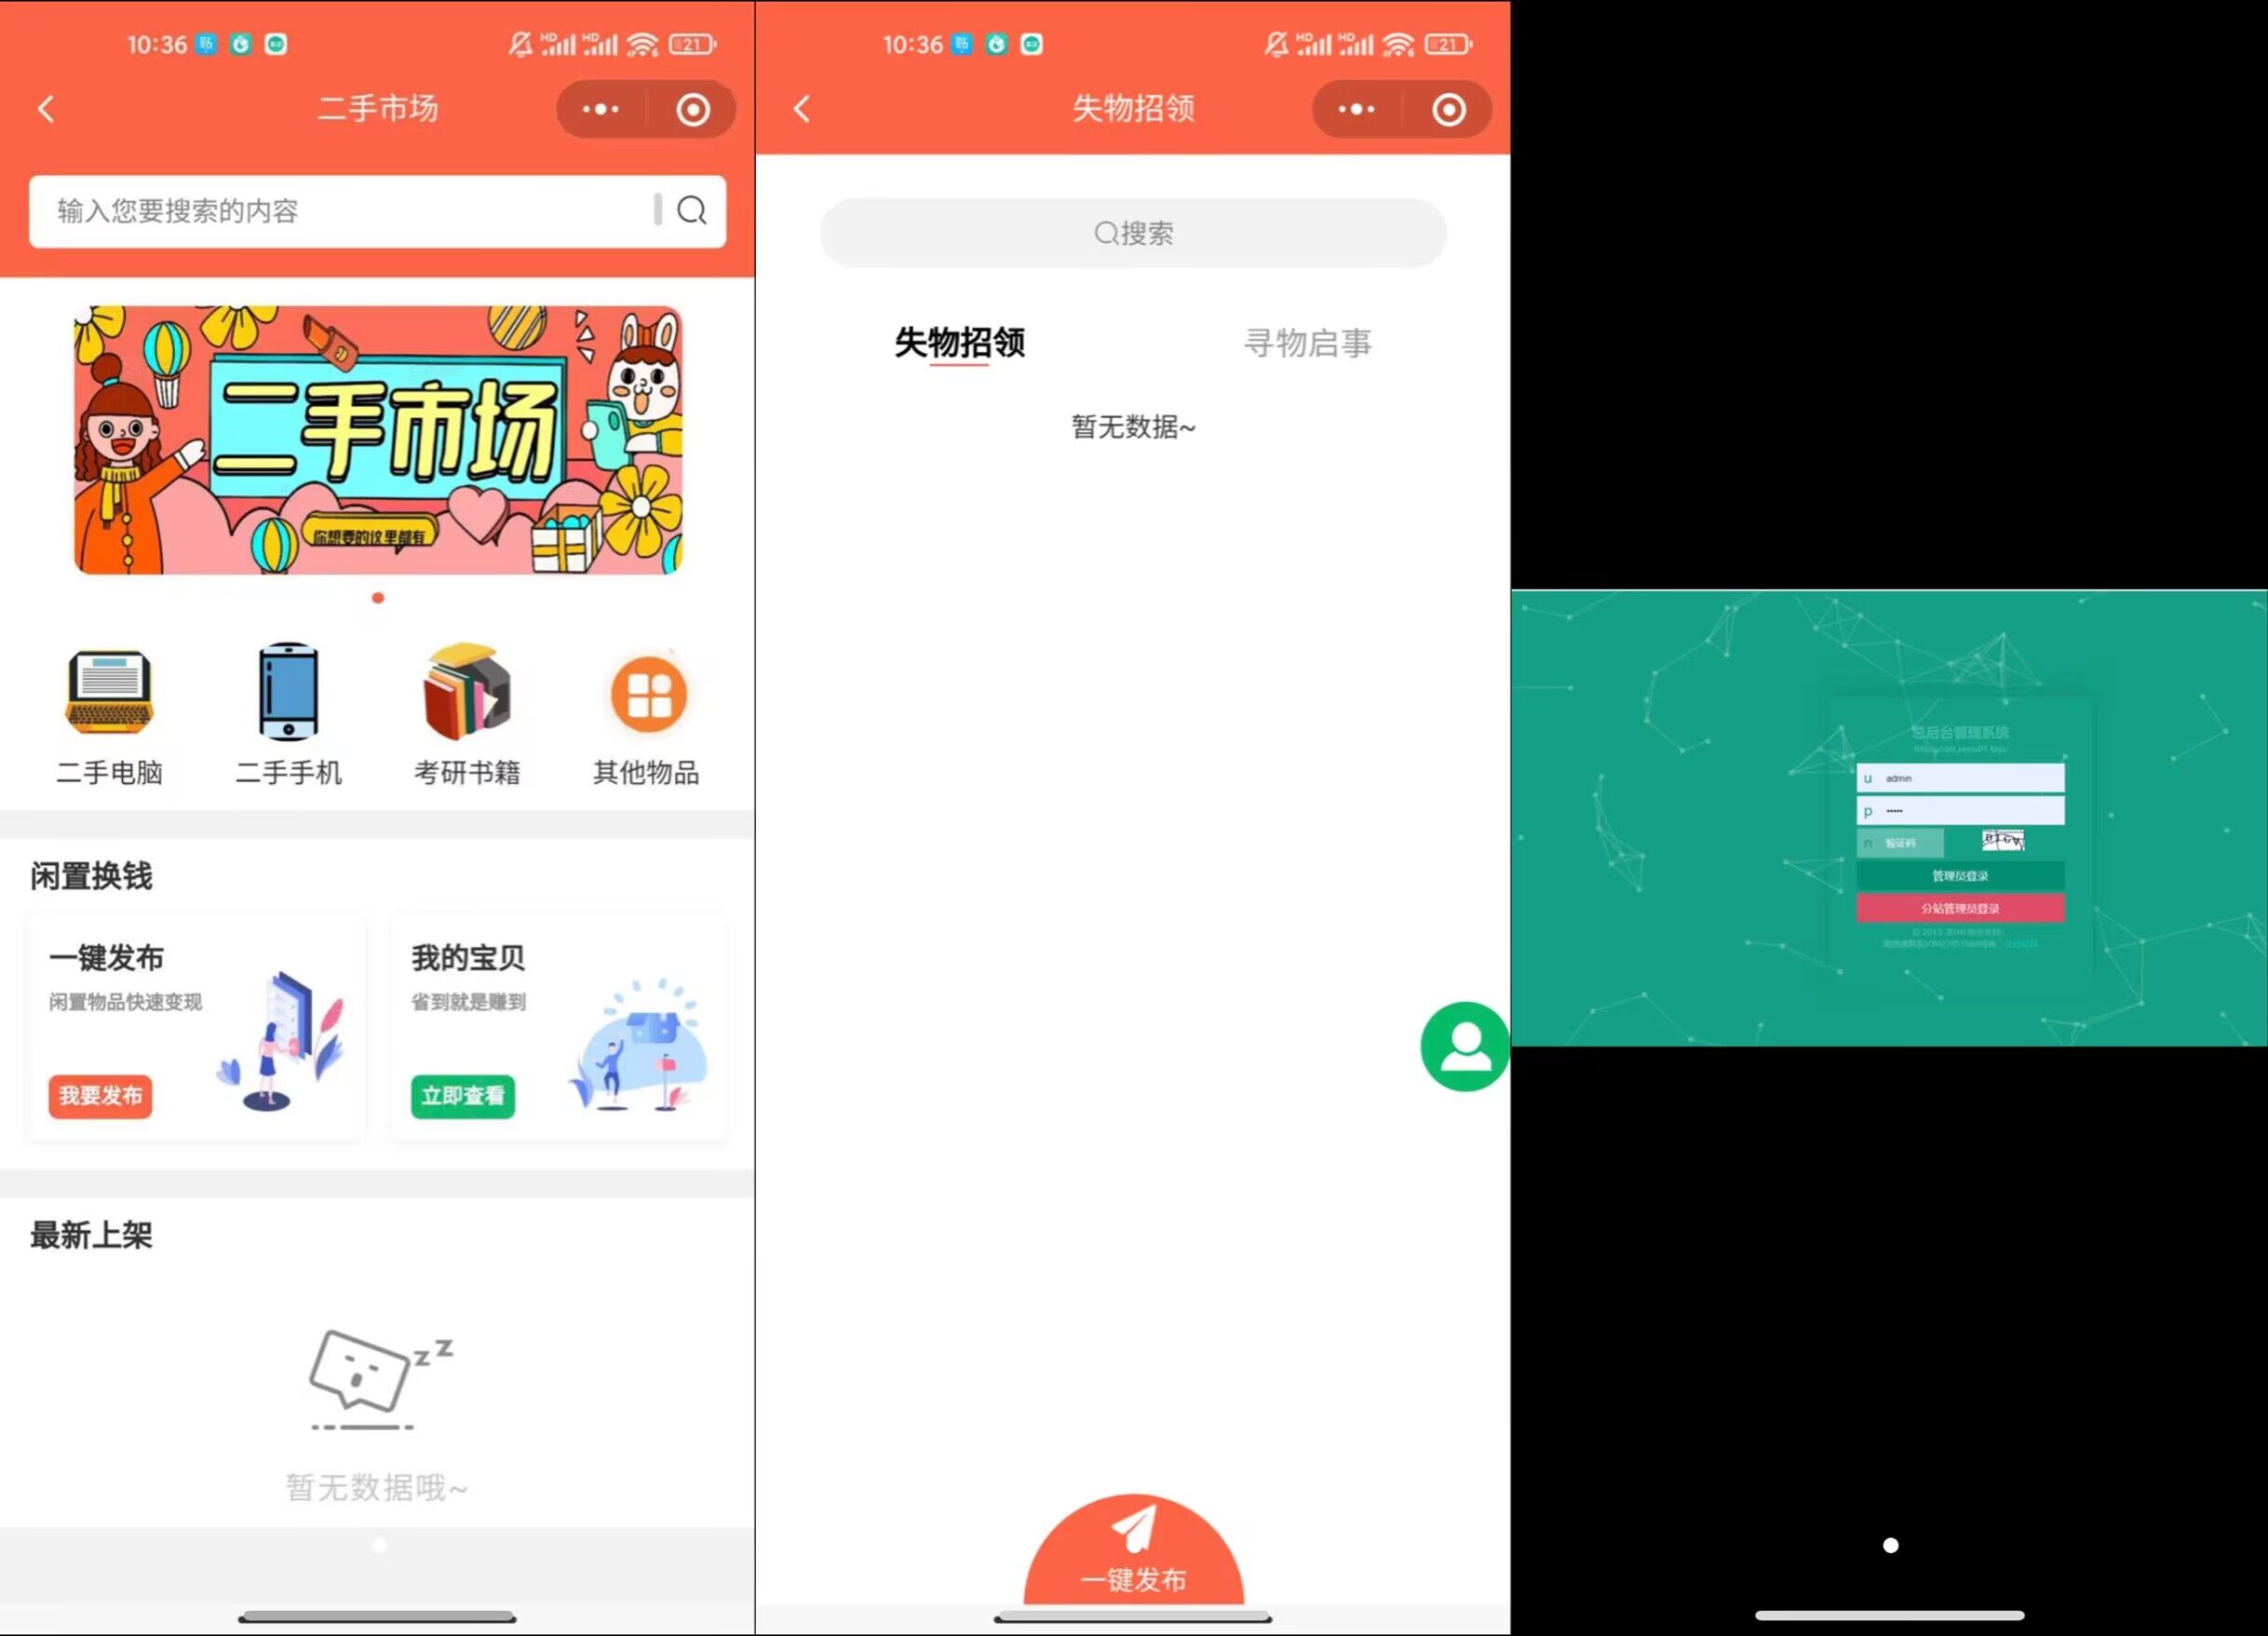 10:36
HD
HD
21
二手市场
输入您要搜索的内容
二手市场
你想要的这里都有
二手电脑
二手手机
考研书籍
其他物品
闲置换钱
一键发布
闲置物品快速变现
我要发布
我的宝贝
省到就是赚到
立即查看
最新上架
z z
暂无数据哦~
10:36
HD
HD
21
失物招领
搜索
失物招领
寻物启事
暂无数据~
一键发布
总后台管理系统
u admin
p
n 验证码
管理员登录
分站管理员登录